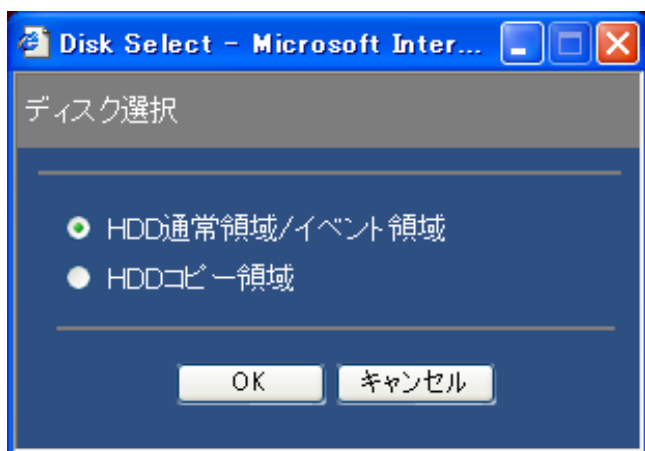 Disk Select - Microsoft Inter...
ディスク選択
HDD通常領域/イベント領域
HDDコピー領域
OK
キャンセル